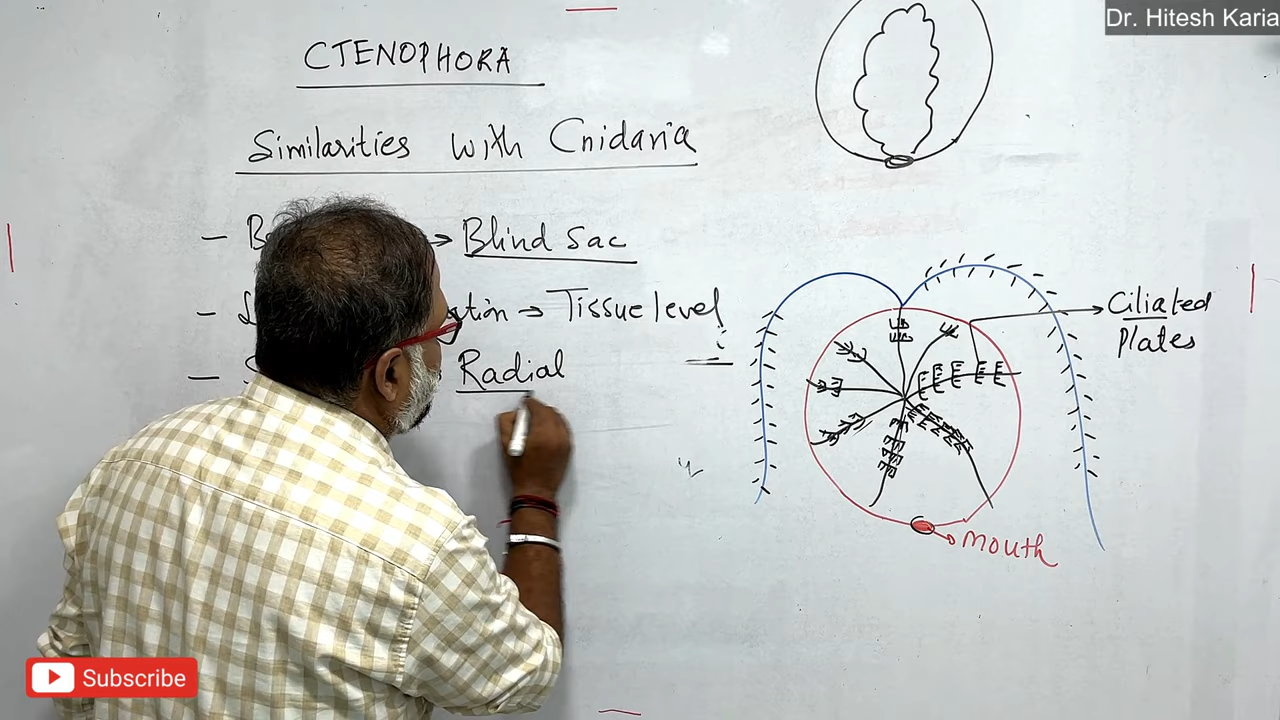 Dr. Hitesh Karia
CTENOPHORA
Similarities with Cnidaria
→ Blind Sac
→ Tissue level
Radial
Ciliated
Plates
Mouth
Subscribe